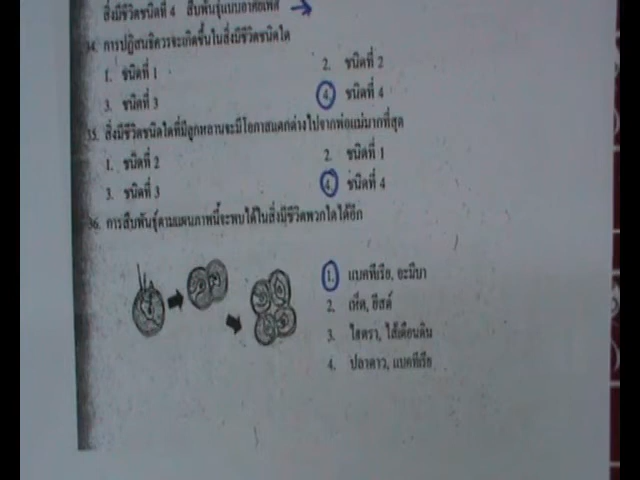 สิ่งมีชีวิตชนิดที่ 4 สืบพันธุ์แบบอาศัยเพศ
34. การปฏิสนธิควรจะเกิดขึ้นในสิ่งมีชีวิตชนิดใด
1. ชนิดที่ 1
2. ชนิดที่ 2
3. ชนิดที่ 3
4. ชนิดที่ 4
35. สิ่งมีชีวิตชนิดใดที่มีลูกหลานจะมีโอกาสแตกต่างไปจากพ่อแม่มากที่สุด
1. ชนิดที่ 2
2. ชนิดที่ 1
3. ชนิดที่ 3
4. ชนิดที่ 4
36. การสืบพันธุ์ตามแผนภาพนี้จะพบได้ในสิ่งมีชีวิตพวกใดได้อีก
1. แบคทีเรีย, อะมีบา
2. เห็ด, ยีสต์
3. ไฮดรา, ไส้เดือนดิน
4. ปลาดาว, แบคทีเรีย